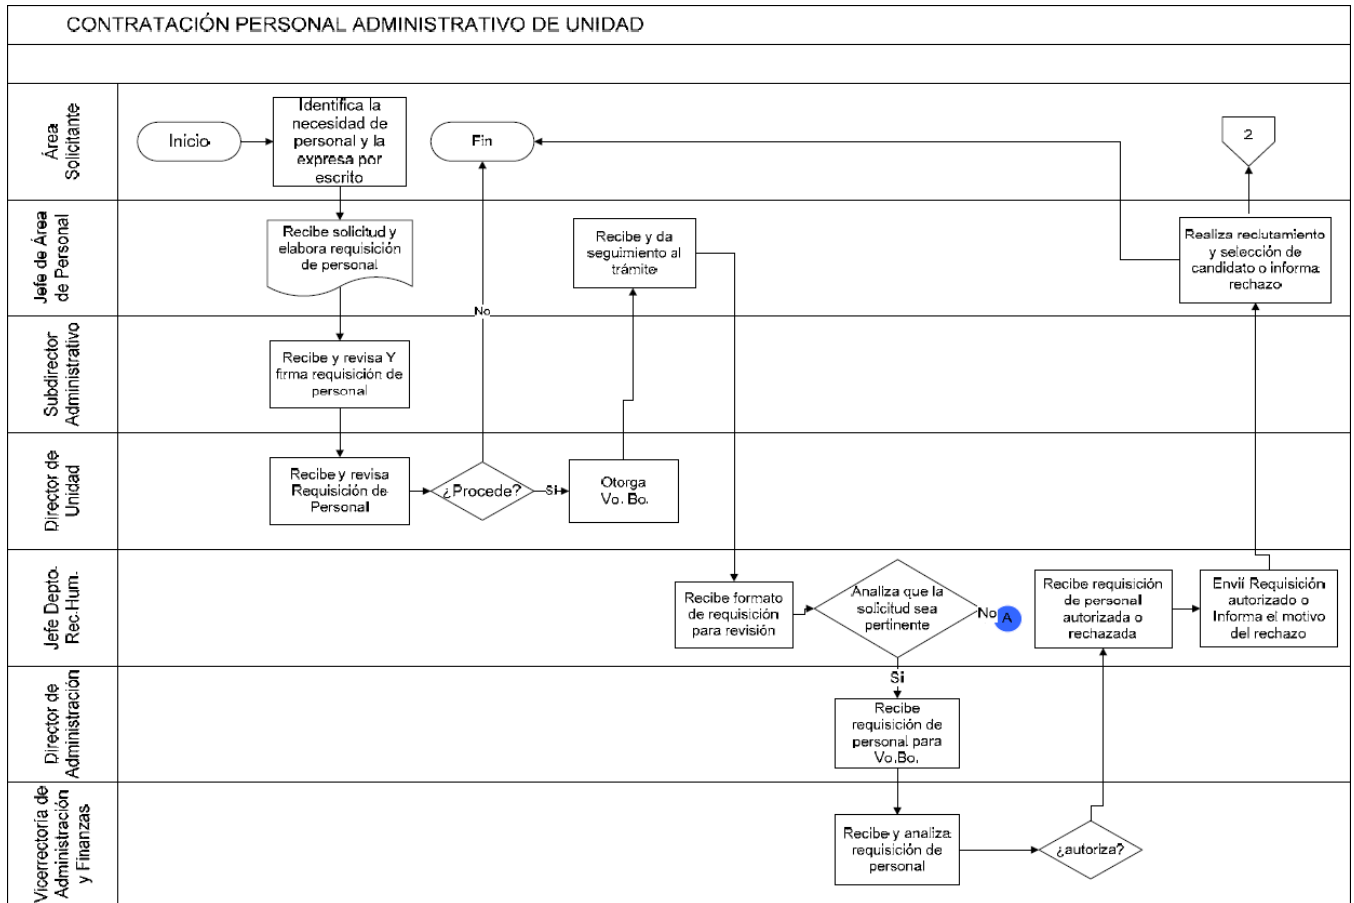 CONTRATACIÓN PERSONAL ADMINISTRATIVO DE UNIDAD
Área
Solicitante
Inicio
Identifica la
necesidad de
personal y la
expresa por
escrito
Fin
2
Jefe de Área
de Personal
Recibe solicitud y
elabora requisición
de personal
Recibe y da
seguimiento al
trámite
Realiza reclutamiento
y selección de
candidato o informa
rechazo
No
Subdirector
Administrativo
Recibe y revisa Y
firma requisición de
personal
Director de
Unidad
Recibe y revisa
Requisición de
Personal
¿Procede?
Si
Otorga
Vo. Bo.
Jefe Depto.
Rec.Hum.
Recibe formato
de requisición
para revisión
Analiza que la
solicitud sea
pertinente
No
A
Recibe requisición
de personal
autorizada o
rechazada
Envií Requisición
autorizado o
Informa el motivo
del rechazo
Si
Director de
Administración
Recibe
requisición de
personal para
Vo.Bo.
Vicerrectoría de
Administración
y Finanzas
Recibe y analiza
requisición de
personal
¿autoriza?